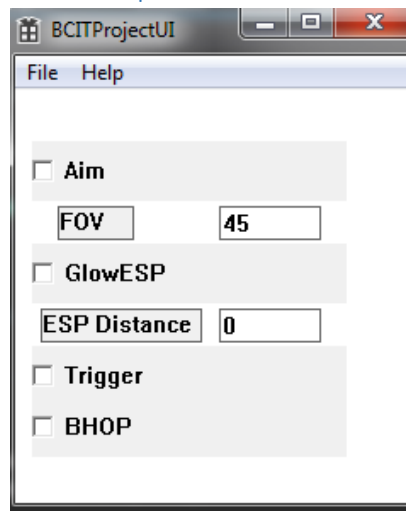 BCITProjectUI
File Help
Aim
FOV 45
GlowESP
ESP Distance 0
Trigger
BHOP